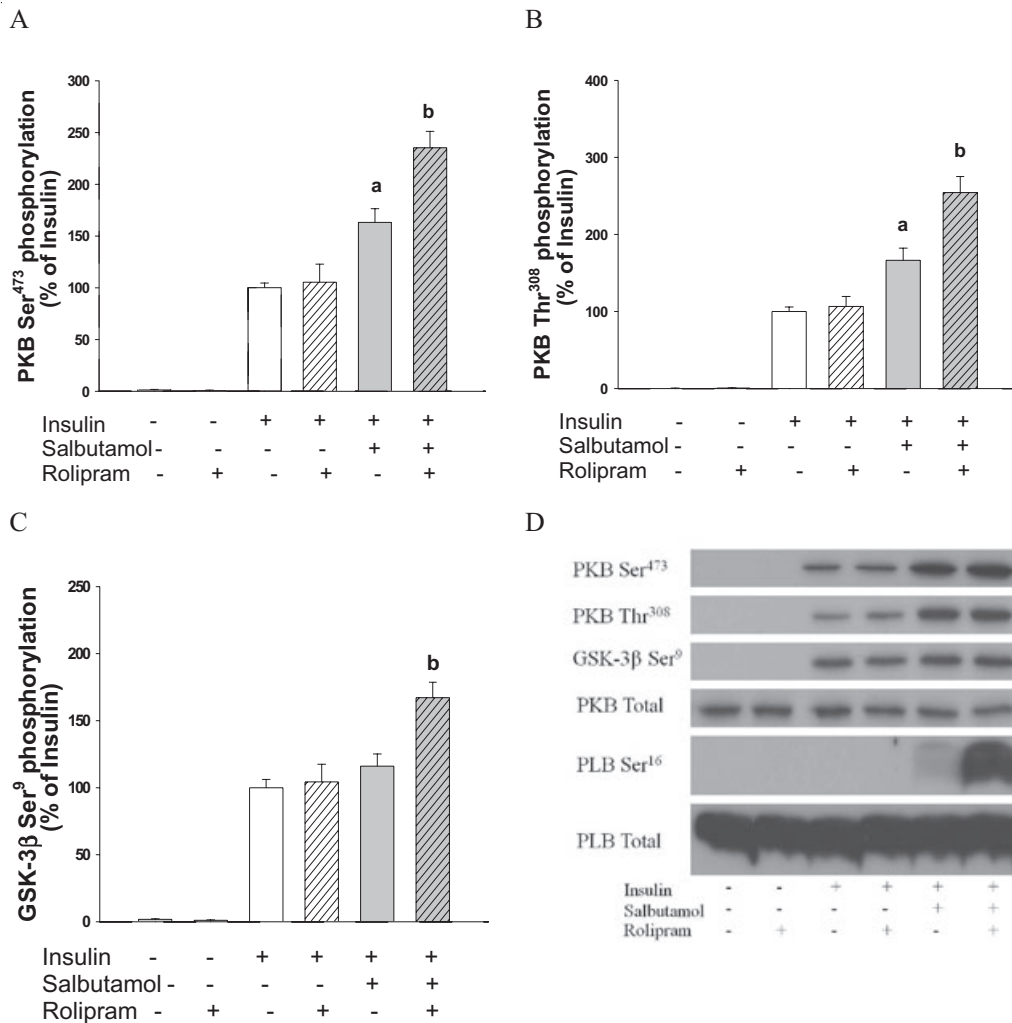 A
PKB Ser⁴⁷³ phosphorylation
(% of Insulin)
300
250
200
150
100
50
0
a
b
Insulin - - + + + +
Salbutamol - - - - + +
Rolipram - + - + - +
B
PKB Thr³⁰⁸ phosphorylation
(% of Insulin)
400
300
200
100
0
a
b
Insulin - - + + + +
Salbutamol - - - - + +
Rolipram - + - + - +
C
GSK-3β Ser⁹ phosphorylation
(% of Insulin)
250
200
150
100
50
0
b
Insulin - - + + + +
Salbutamol - - - - + +
Rolipram - + - + - +
D
PKB Ser⁴⁷³
PKB Thr³⁰⁸
GSK-3β Ser⁹
PKB Total
PLB Ser¹⁶
PLB Total
Insulin - - + + + +
Salbutamol - - - - + +
Rolipram - + - + - +